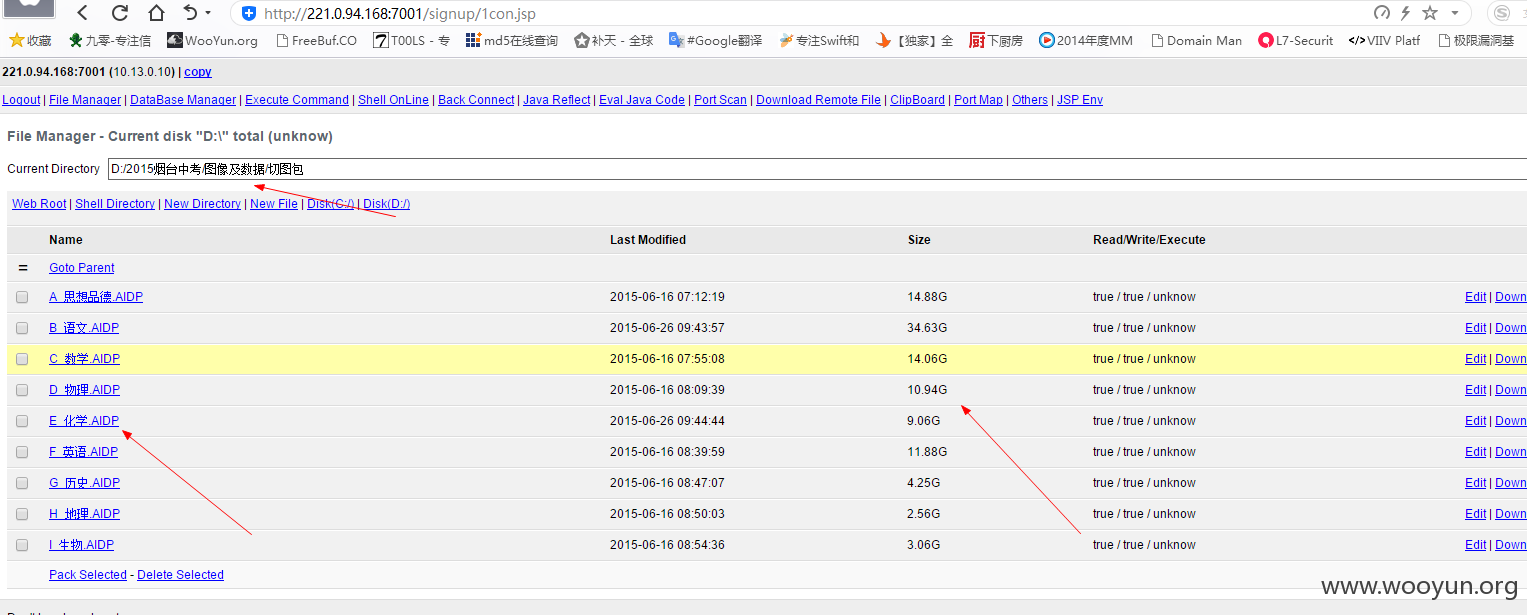 http://221.0.94.168:7001/signup/1con.jsp
收藏 九零-专注信 WooYun.org FreeBuf.CO T00LS - 专 md5在线查询 补天 - 全球 #Google翻译 专注Swift和 【独家】全 下厨房 2014年度MM Domain Man L7-Securit VIIV Platf 极限漏洞基
221.0.94.168:7001 (10.13.0.10) | copy
Logout | File Manager | DataBase Manager | Execute Command | Shell OnLine | Back Connect | Java Reflect | Eval Java Code | Port Scan | Download Remote File | ClipBoard | Port Map | Others | JSP Env
File Manager - Current disk "D:\" total (unknow)
Current Directory D:/2015烟台中考/图像及数据/切图包
Web Root | Shell Directory | New Directory | New File | Disk(C:/) | Disk(D:/)
Name Last Modified Size Read/Write/Execute
= Goto Parent
A_思想品德.AIDP 2015-06-16 07:12:19 14.88G true / true / unknow Edit | Down
B_语文.AIDP 2015-06-26 09:43:57 34.63G true / true / unknow Edit | Down
C_数学.AIDP 2015-06-16 07:55:08 14.06G true / true / unknow Edit | Down
D_物理.AIDP 2015-06-16 08:09:39 10.94G true / true / unknow Edit | Down
E_化学.AIDP 2015-06-26 09:44:44 9.06G true / true / unknow Edit | Down
F_英语.AIDP 2015-06-16 08:39:59 11.88G true / true / unknow Edit | Down
G_历史.AIDP 2015-06-16 08:47:07 4.25G true / true / unknow Edit | Down
H_地理.AIDP 2015-06-16 08:50:03 2.56G true / true / unknow Edit | Down
I_生物.AIDP 2015-06-16 08:54:36 3.06G true / true / unknow Edit | Down
Pack Selected - Delete Selected
www.wooyun.org